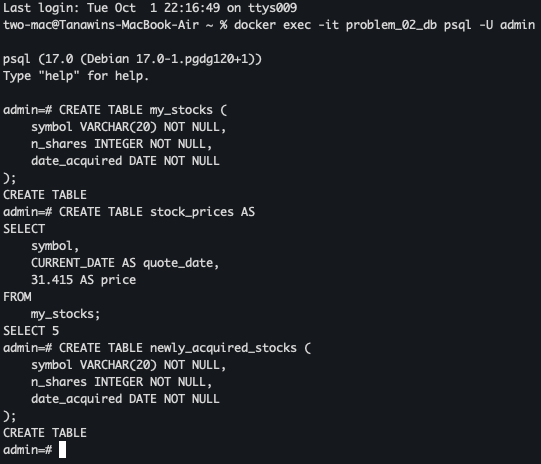 Last login: Tue Oct  1 22:16:49 on ttys009
two-mac@Tanawins-MacBook-Air ~ % docker exec -it problem_02_db psql -U admin

psql (17.0 (Debian 17.0-1.pgdg120+1))
Type "help" for help.

admin=# CREATE TABLE my_stocks (
    symbol VARCHAR(20) NOT NULL,
    n_shares INTEGER NOT NULL,
    date_acquired DATE NOT NULL
);
CREATE TABLE
admin=# CREATE TABLE stock_prices AS
SELECT
    symbol,
    CURRENT_DATE AS quote_date,
    31.415 AS price
FROM
    my_stocks;
SELECT 5
admin=# CREATE TABLE newly_acquired_stocks (
    symbol VARCHAR(20) NOT NULL,
    n_shares INTEGER NOT NULL,
    date_acquired DATE NOT NULL
);
CREATE TABLE
admin=#